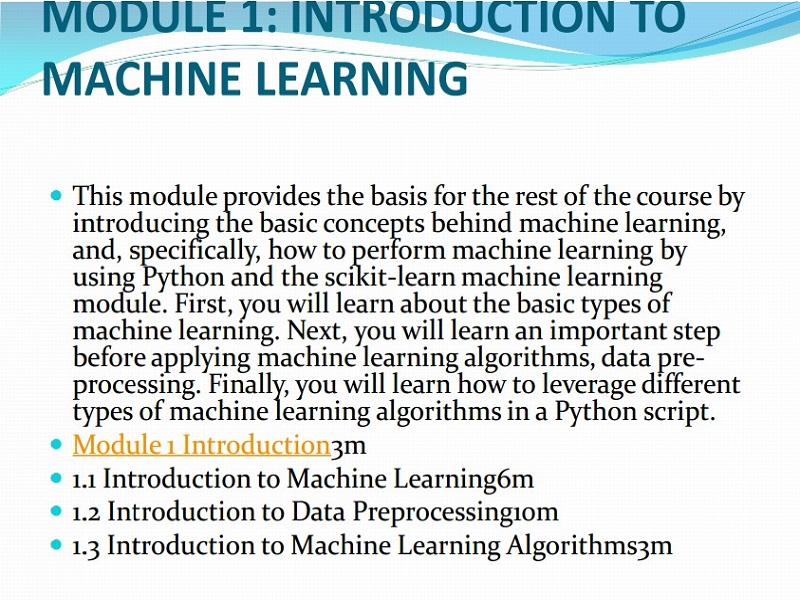 MODULE 1: INTRODUCTION TO
MACHINE LEARNING
• This module provides the basis for the rest of the course by
introducing the basic concepts behind machine learning,
and, specifically, how to perform machine learning by
using Python and the scikit-learn machine learning
module. First, you will learn about the basic types of
machine learning. Next, you will learn an important step
before applying machine learning algorithms, data pre-
processing. Finally, you will learn how to leverage different
types of machine learning algorithms in a Python script.
• Module 1 Introduction3m
• 1.1 Introduction to Machine Learning6m
• 1.2 Introduction to Data Preprocessing10m
• 1.3 Introduction to Machine Learning Algorithms3m